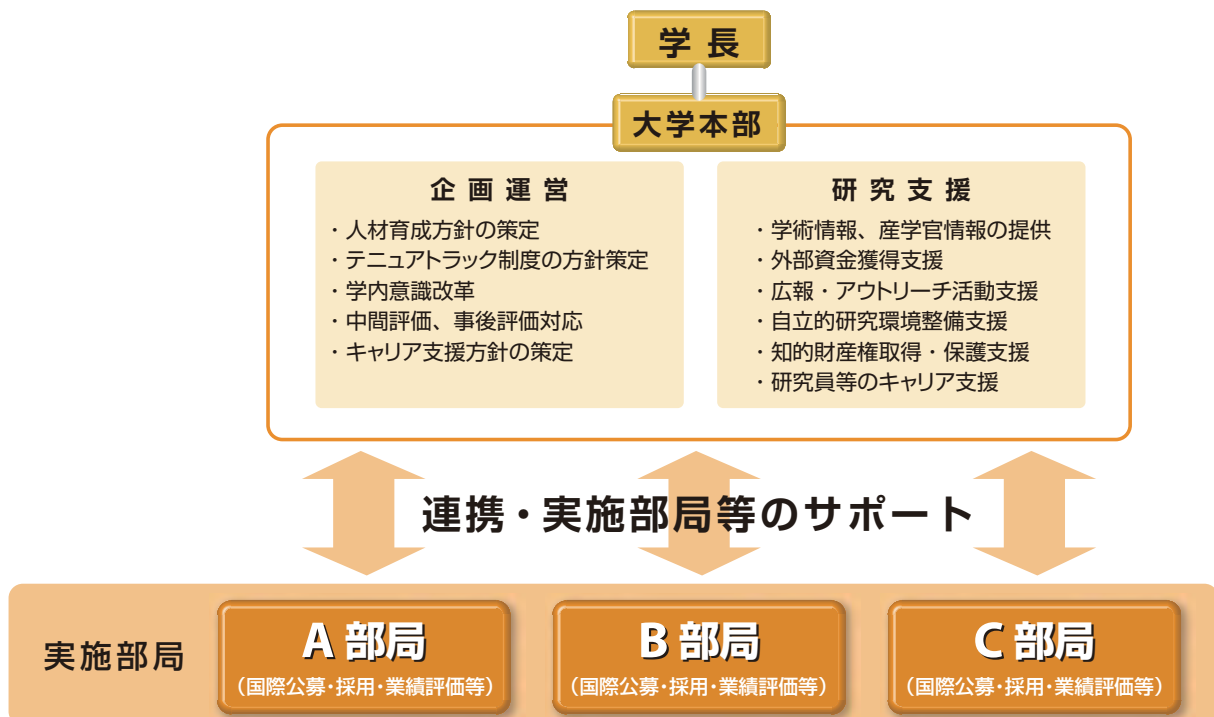 学長
大学本部
企画運営
・人材育成方針の策定
・テニュアトラック制度の方針策定
・学内意識改革
・中間評価、事後評価対応
・キャリア支援方針の策定
研究支援
・学術情報、産学官情報の提供
・外部資金獲得支援
・広報・アウトリーチ活動支援
・自立的研究環境整備支援
・知的財産権取得・保護支援
・研究員等のキャリア支援
連携・実施部局等のサポート
実施部局
A 部局
（国際公募・採用・業績評価等）
B 部局
（国際公募・採用・業績評価等）
C 部局
（国際公募・採用・業績評価等）